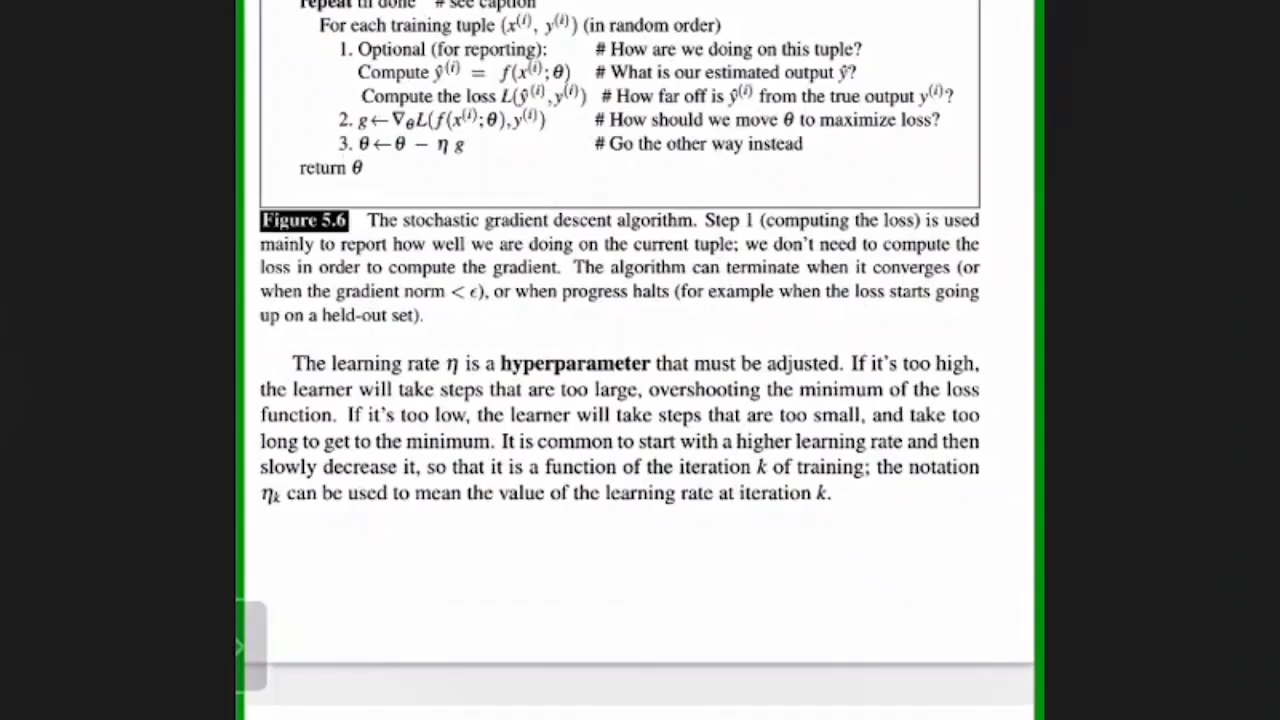 repeat til done # see caption
For each training tuple (x⁽ⁱ⁾, y⁽ⁱ⁾) (in random order)
1. Optional (for reporting): # How are we doing on this tuple?
Compute ŷ⁽ⁱ⁾ = f(x⁽ⁱ⁾; θ) # What is our estimated output ŷ?
Compute the loss L(ŷ⁽ⁱ⁾, y⁽ⁱ⁾) # How far off is ŷ⁽ⁱ⁾ from the true output y⁽ⁱ⁾?
2. g ← ∇θL(f(x⁽ⁱ⁾; θ), y⁽ⁱ⁾) # How should we move θ to maximize loss?
3. θ ← θ − η g # Go the other way instead
return θ
Figure 5.6 The stochastic gradient descent algorithm. Step 1 (computing the loss) is used
mainly to report how well we are doing on the current tuple; we don't need to compute the
loss in order to compute the gradient. The algorithm can terminate when it converges (or
when the gradient norm < ϵ), or when progress halts (for example when the loss starts going
up on a held-out set).
The learning rate η is a hyperparameter that must be adjusted. If it's too high,
the learner will take steps that are too large, overshooting the minimum of the loss
function. If it's too low, the learner will take steps that are too small, and take too
long to get to the minimum. It is common to start with a higher learning rate and then
slowly decrease it, so that it is a function of the iteration k of training; the notation
ηₖ can be used to mean the value of the learning rate at iteration k.